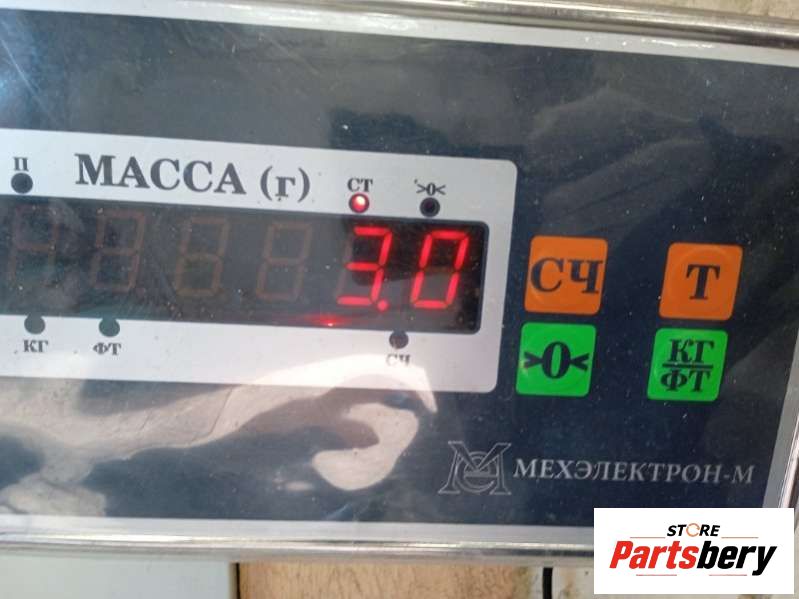 П
МАССА (г)
СТ
>0<
3.0
КГ
ФТ
СЧ
СЧ
Т
>0<
КГ
ФТ
МЕХЭЛЕКТРОН-М
STORE
Partsbery